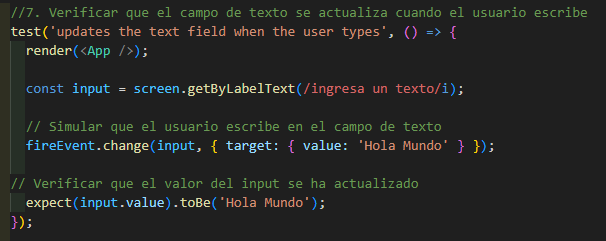 //7. Verificar que el campo de texto se actualiza cuando el usuario escribe
test('updates the text field when the user types', () => {
  render(<App />);

  const input = screen.getByLabelText(/ingresa un texto/i);

  // Simular que el usuario escribe en el campo de texto
  fireEvent.change(input, { target: { value: 'Hola Mundo' } });

// Verificar que el valor del input se ha actualizado
  expect(input.value).toBe('Hola Mundo');
});